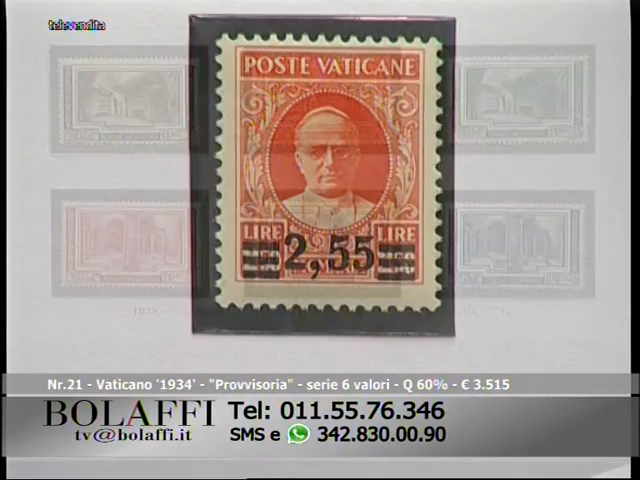 televendita
POSTE VATICANE
LIRE LIRE
2,55
Nr.21 - Vaticano '1934' - "Provvisoria" - serie 6 valori - Q 60% - € 3.515
BOLAFFI
tv@bolaffi.it
Tel: 011.55.76.346
SMS e 342.830.00.90